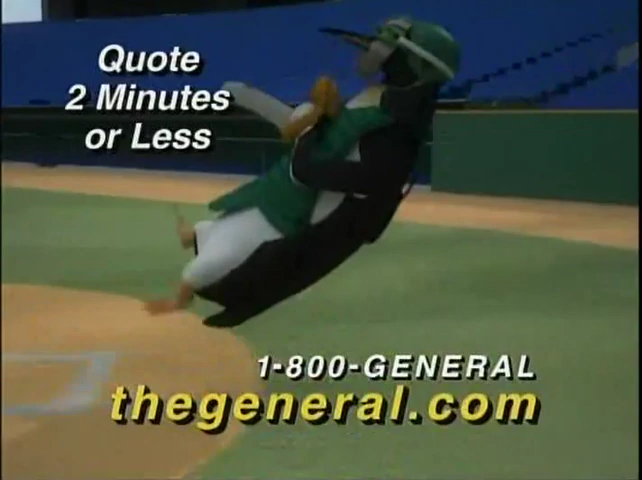 Quote
2 Minutes
or Less
1-800-GENERAL
thegeneral.com